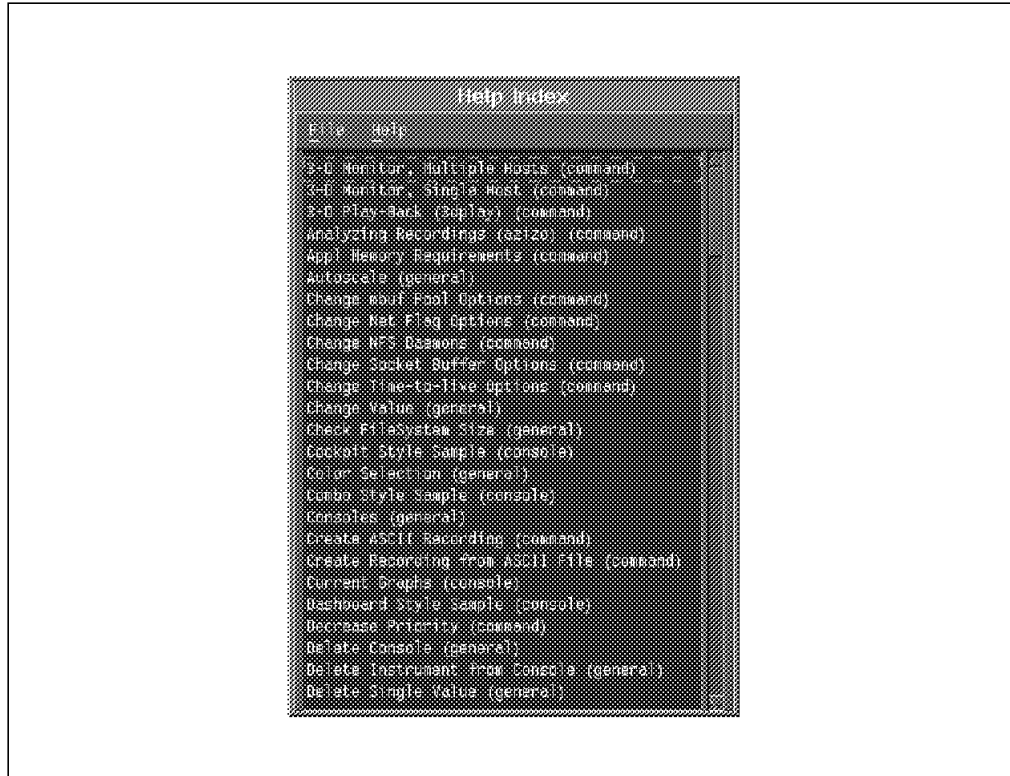 Help Index
File Help
3-D Monitor, Multiple Hosts (command)
3-D Monitor, Single Host (command)
3-D Play-Back (3dplay) (command)
Analyzing Recordings (azizo) (command)
Appl Memory Requirements (command)
Autoscale (general)
Change mbuf Pool Options (command)
Change Net Flag Options (command)
Change NFS Daemons (command)
Change Socket Buffer Options (command)
Change Time-to-live Options (command)
Change Value (general)
Check FileSystem Size (general)
Cockpit Style Sample (console)
Color Selection (general)
Combo Style Sample (console)
Consoles (general)
Create ASCII Recording (command)
Create Recording from ASCII File (command)
Current Graphs (console)
Dashboard Style Sample (console)
Decrease Priority (command)
Delete Console (general)
Delete Instrument from Console (general)
Delete Single Value (general)